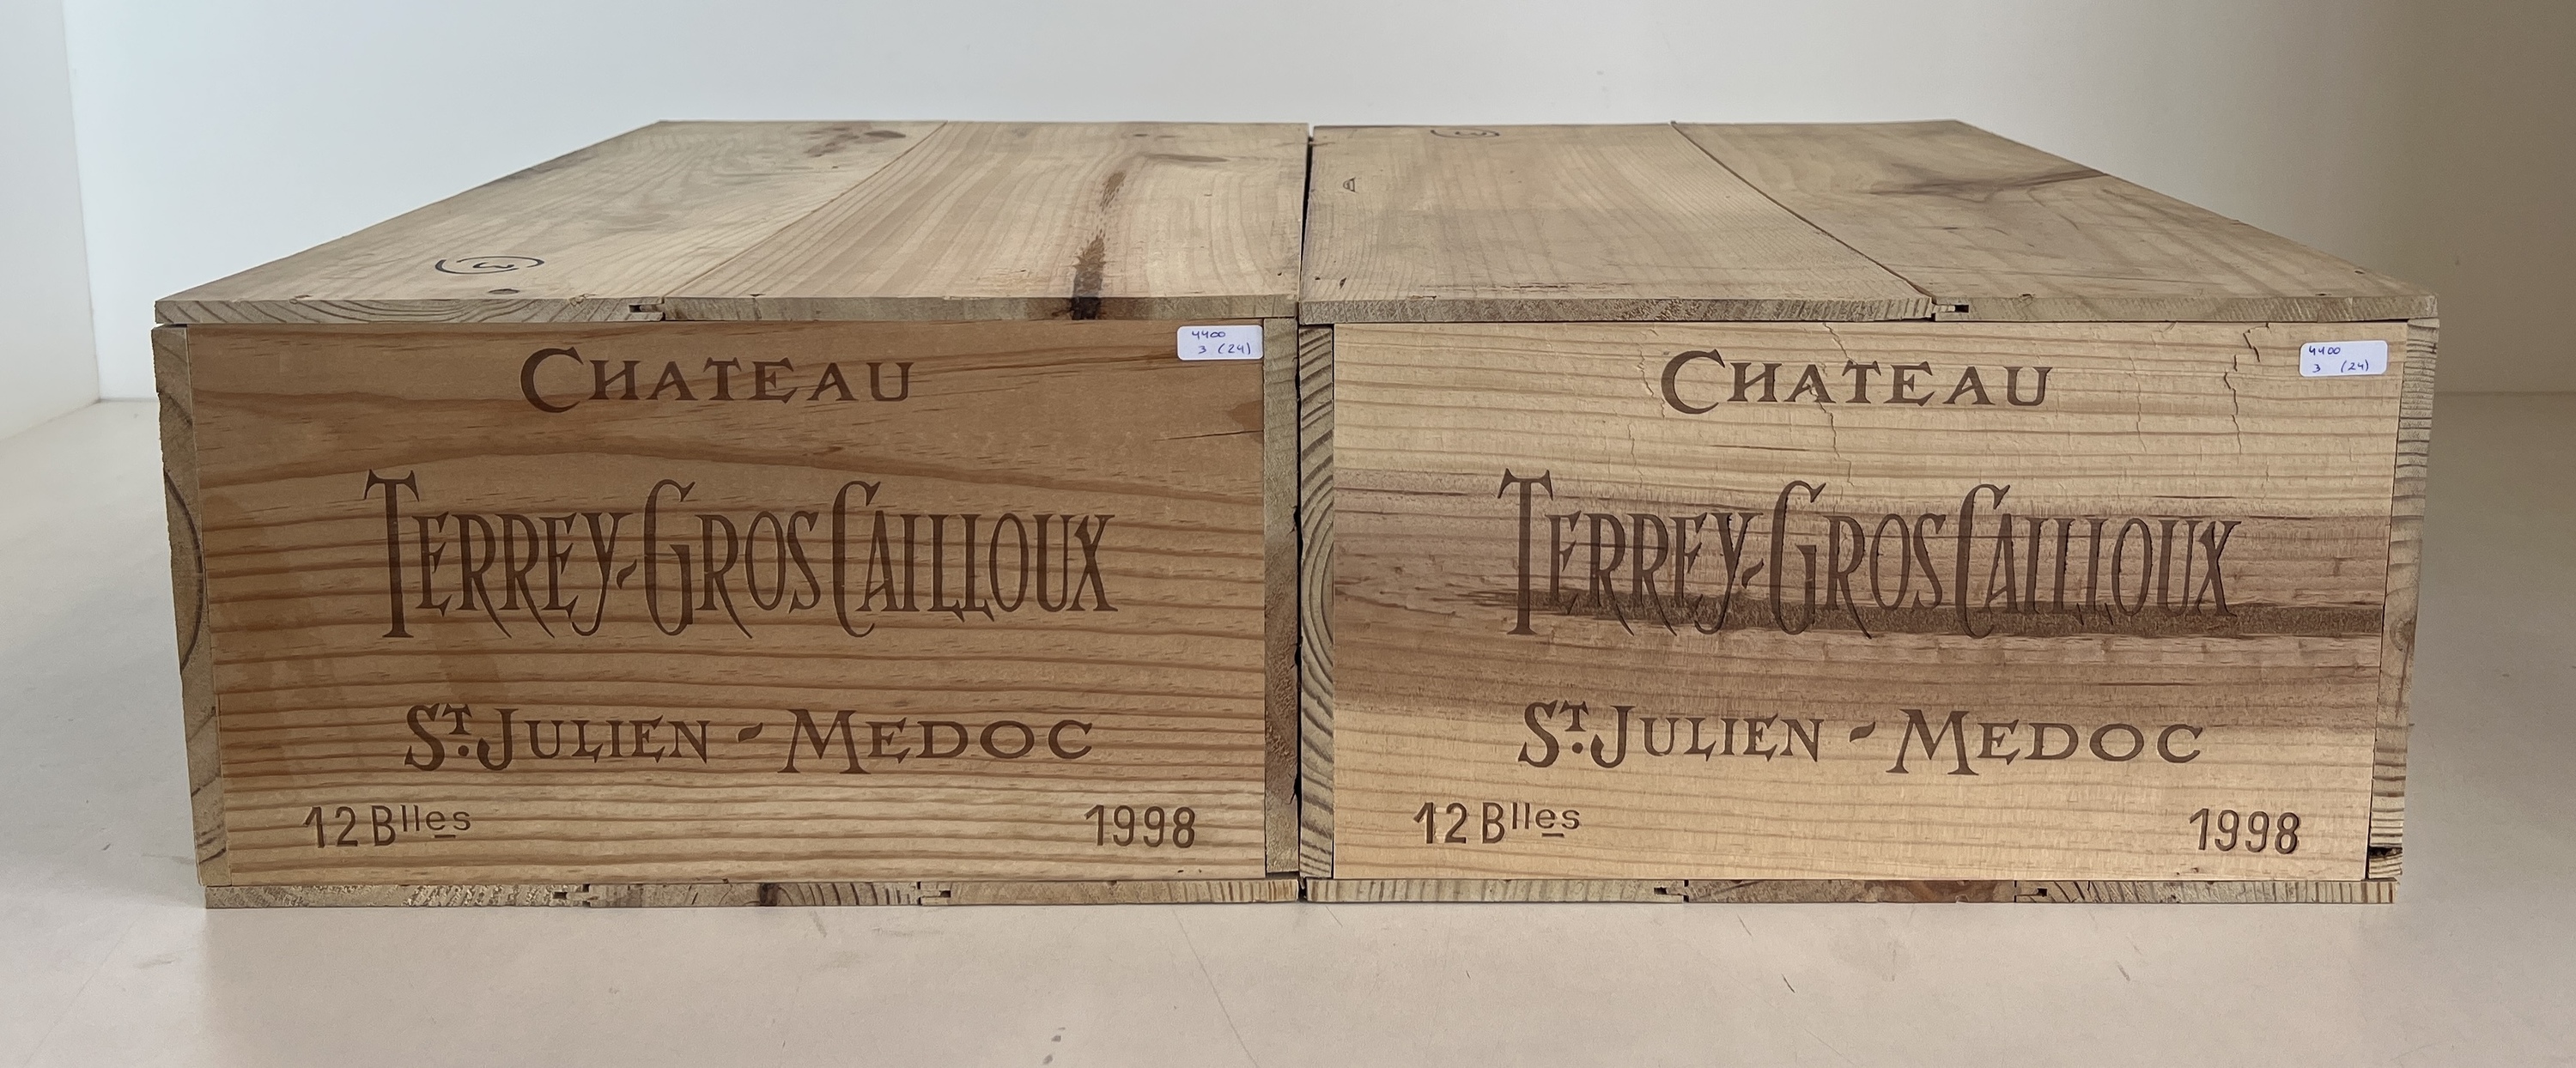 4400
3 (24)
CHATEAU
TERREY-GROS CAILLOUX
ST. JULIEN - MEDOC
12 Blles
1998
4400
3 (24)
CHATEAU
TERREY-GROS CAILLOUX
ST. JULIEN - MEDOC
12 Blles
1998